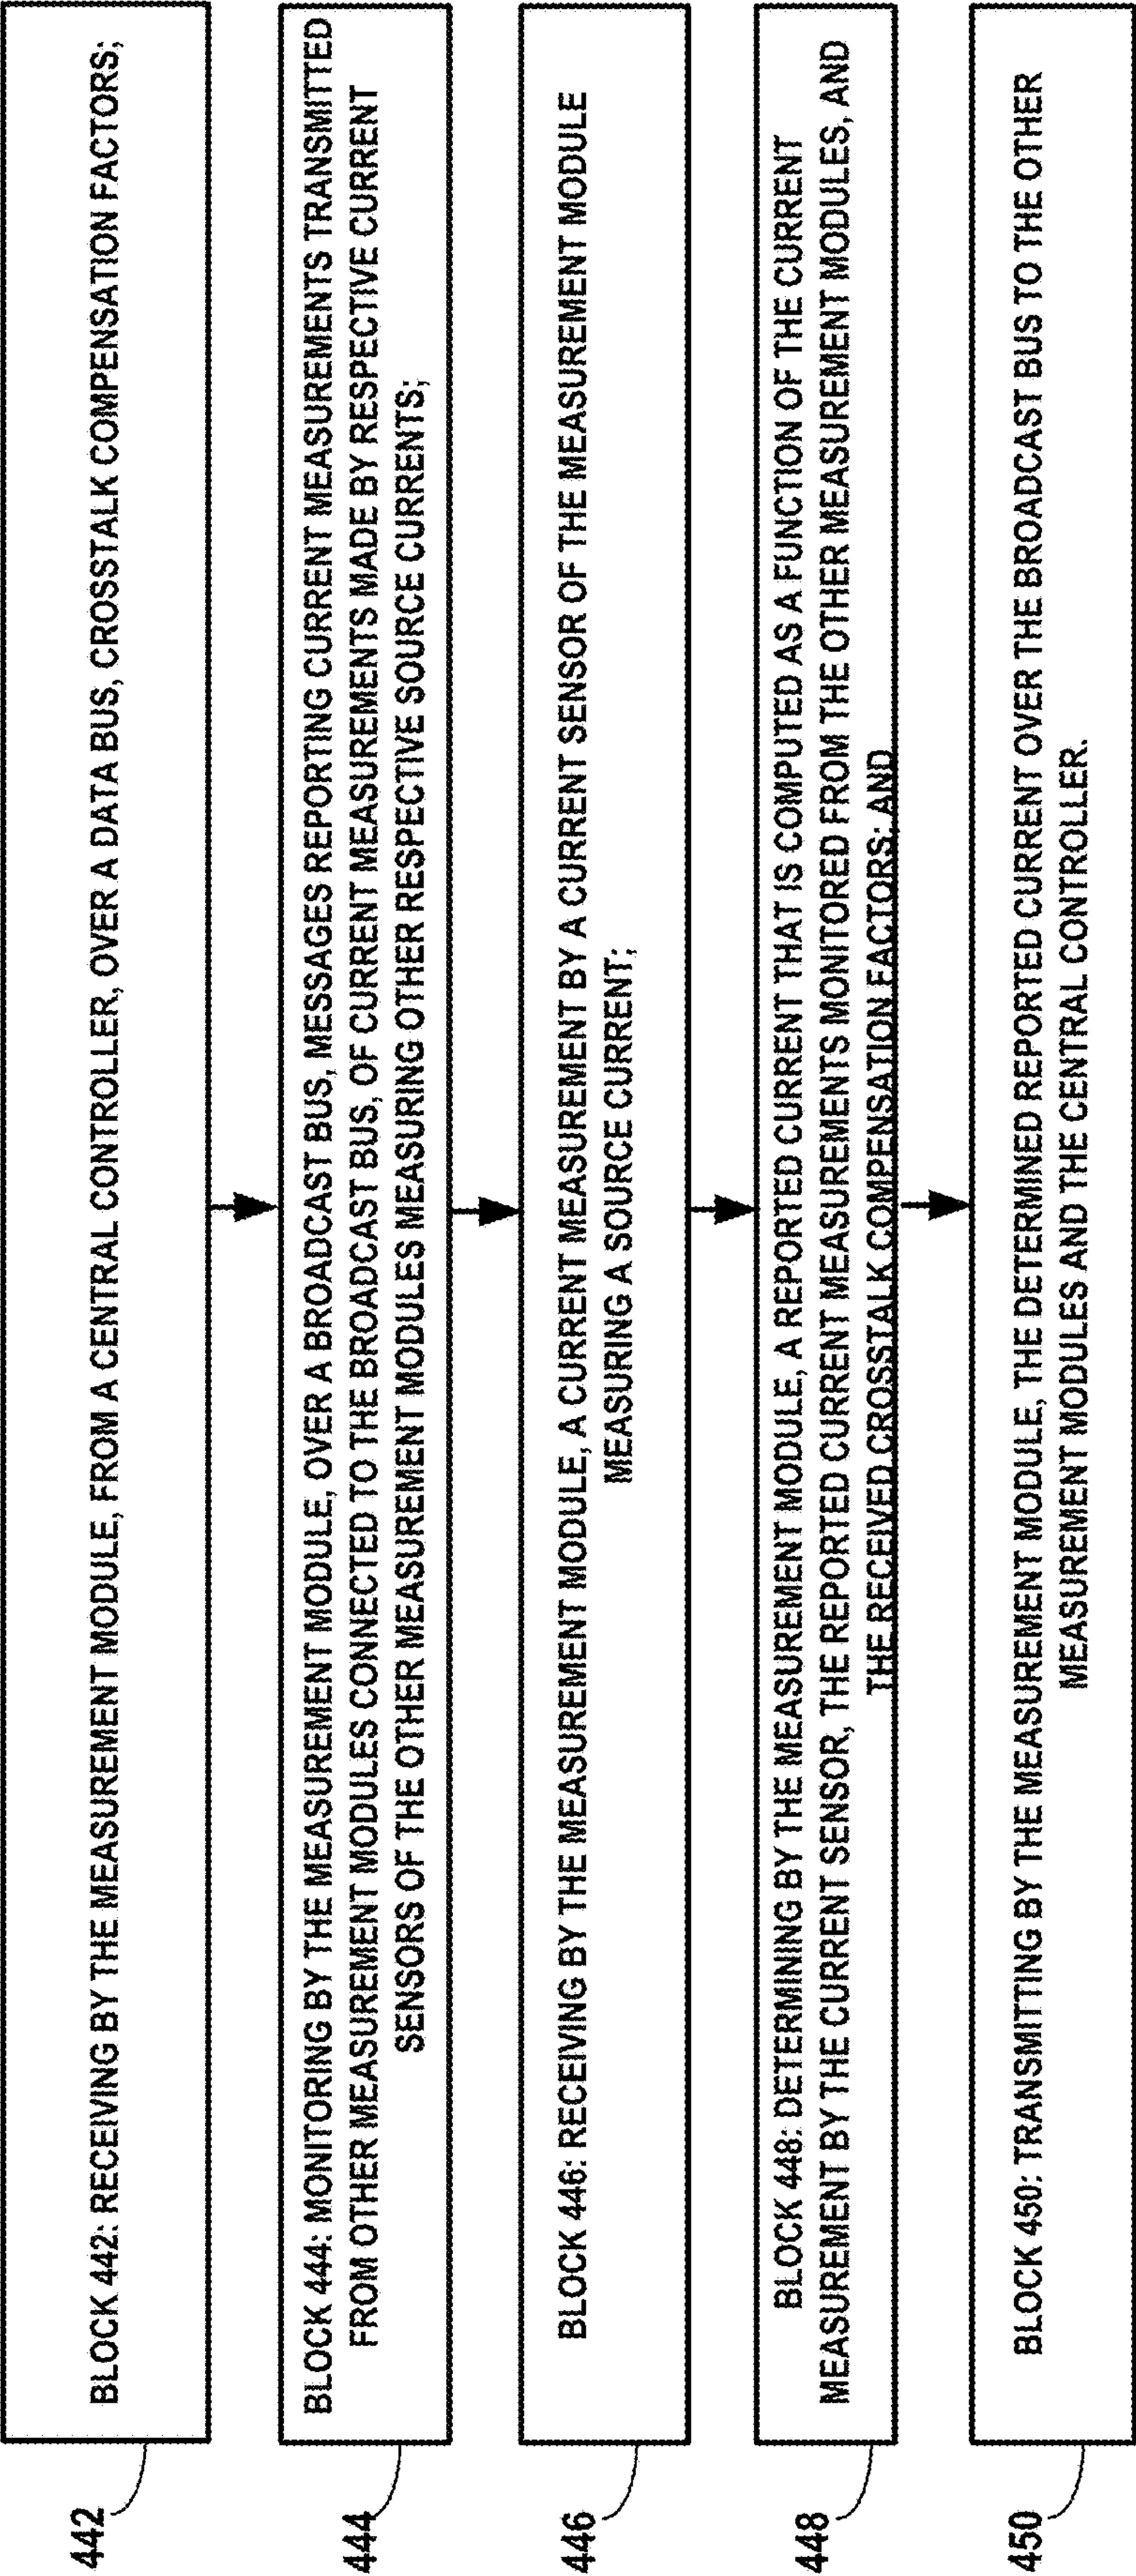 442
BLOCK 442: RECEIVING BY THE MEASUREMENT MODULE, FROM A CENTRAL CONTROLLER, OVER A DATA BUS, CROSSTALK COMPENSATION FACTORS;
444
BLOCK 444: MONITORING BY THE MEASUREMENT MODULE, OVER A BROADCAST BUS, MESSAGES REPORTING CURRENT MEASUREMENTS TRANSMITTED
FROM OTHER MEASUREMENT MODULES CONNECTED TO THE BROADCAST BUS, OF CURRENT MEASUREMENTS MADE BY RESPECTIVE CURRENT
SENSORS OF THE OTHER MEASUREMENT MODULES MEASURING OTHER RESPECTIVE SOURCE CURRENTS;
446
BLOCK 446: RECEIVING BY THE MEASUREMENT MODULE, A CURRENT MEASUREMENT BY A CURRENT SENSOR OF THE MEASUREMENT MODULE
MEASURING A SOURCE CURRENT;
448
BLOCK 448: DETERMINING BY THE MEASUREMENT MODULE, A REPORTED CURRENT THAT IS COMPUTED AS A FUNCTION OF THE CURRENT
MEASUREMENT BY THE CURRENT SENSOR, THE REPORTED CURRENT MEASUREMENTS MONITORED FROM THE OTHER MEASUREMENT MODULES, AND
THE RECEIVED CROSSTALK COMPENSATION FACTORS; AND
450
BLOCK 450: TRANSMITTING BY THE MEASUREMENT MODULE, THE DETERMINED REPORTED CURRENT OVER THE BROADCAST BUS TO THE OTHER
MEASUREMENT MODULES AND THE CENTRAL CONTROLLER.